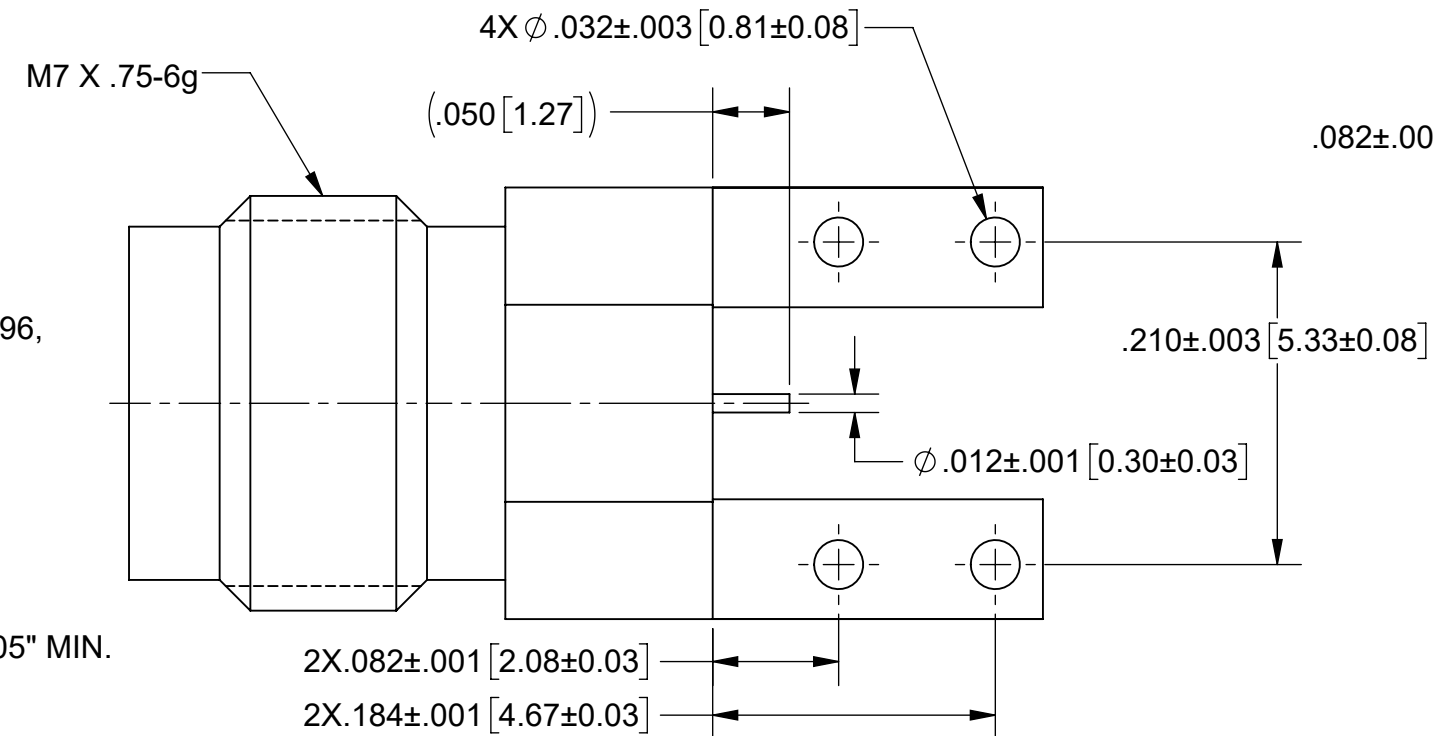 4X ⌀ .032±.003 [0.81±0.08]
M7 X .75-6g
(.050 [1.27])
.082±.00
96,
.210±.003 [5.33±0.08]
⌀ .012±.001 [0.30±0.03]
05" MIN.
2X.082±.001 [2.08±0.03]
2X.184±.001 [4.67±0.03]